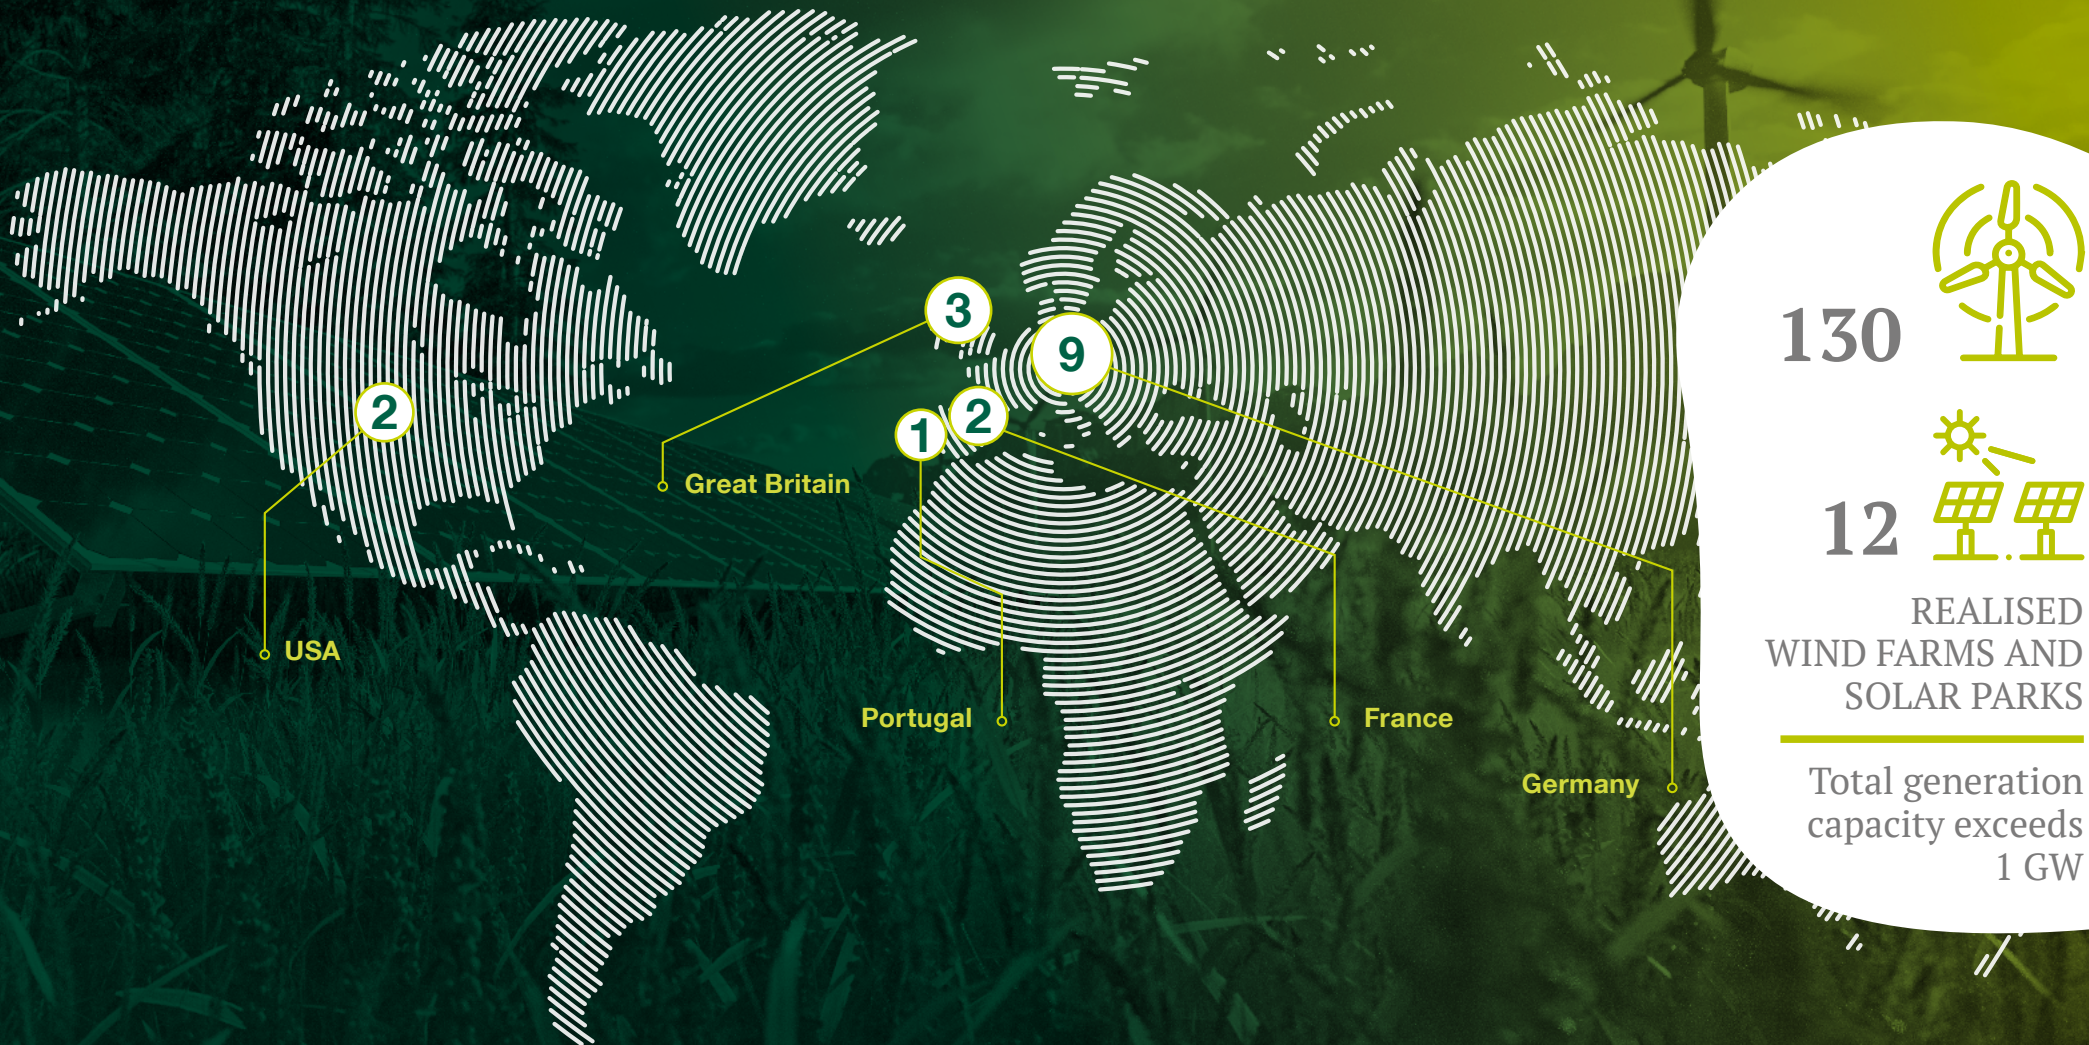 3
9
2
1
2
Great Britain
USA
Portugal
France
Germany
130
12
REALISED
WIND FARMS AND
SOLAR PARKS
Total generation
capacity exceeds
1 GW